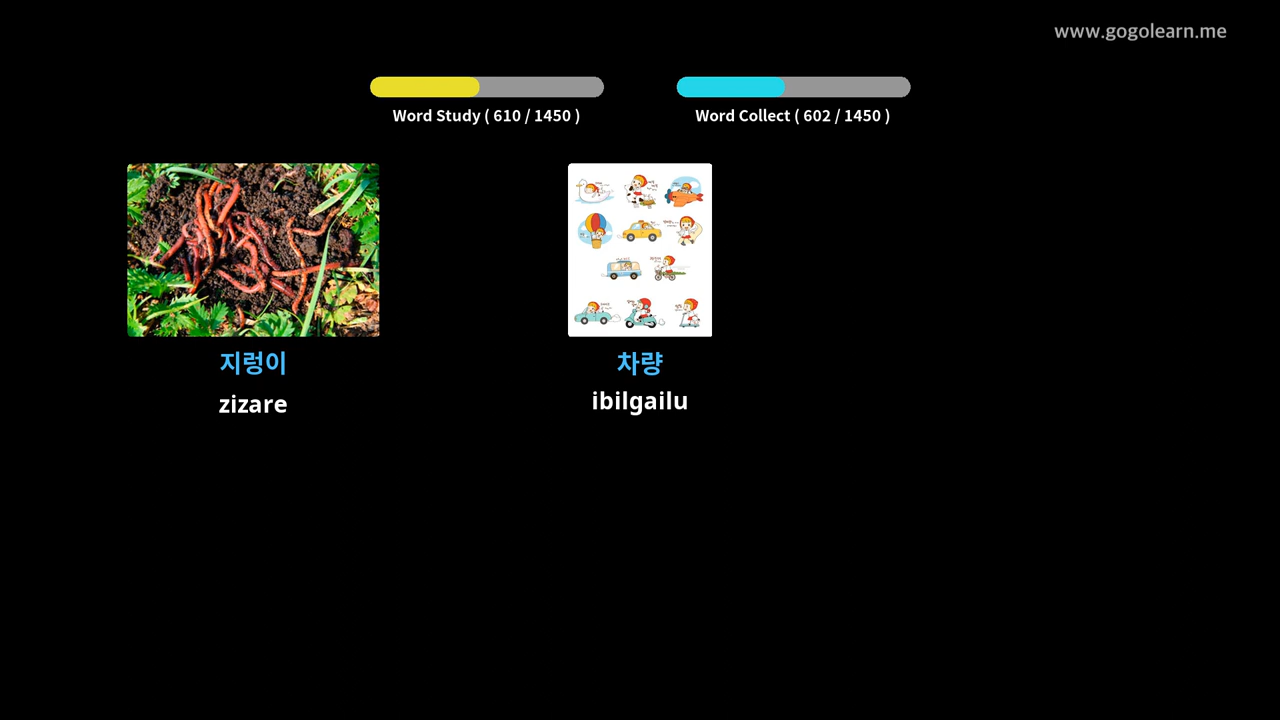 www.gogolearn.me
Word Study ( 610 / 1450 )
Word Collect ( 602 / 1450 )
지렁이
차량
zizare
ibilgailu